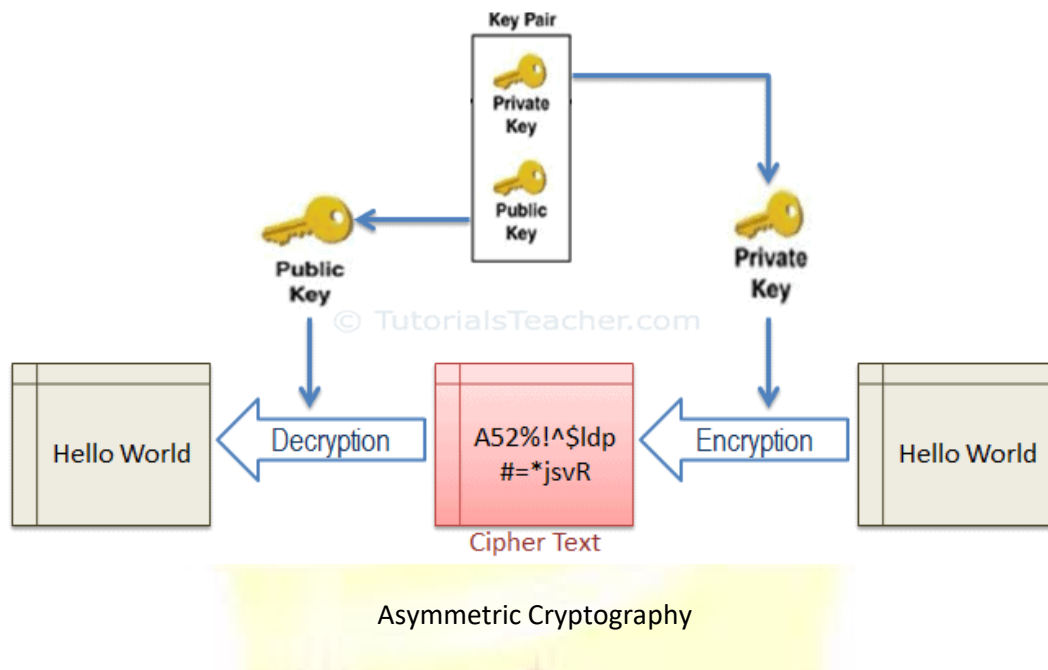 Key Pair
Private
Key
Public
Key
Public
Key
Private
Key
© TutorialsTeacher.com
Hello World
Decryption
A52%!^$ldp
#=*jsvR
Encryption
Hello World
Cipher Text
Asymmetric Cryptography